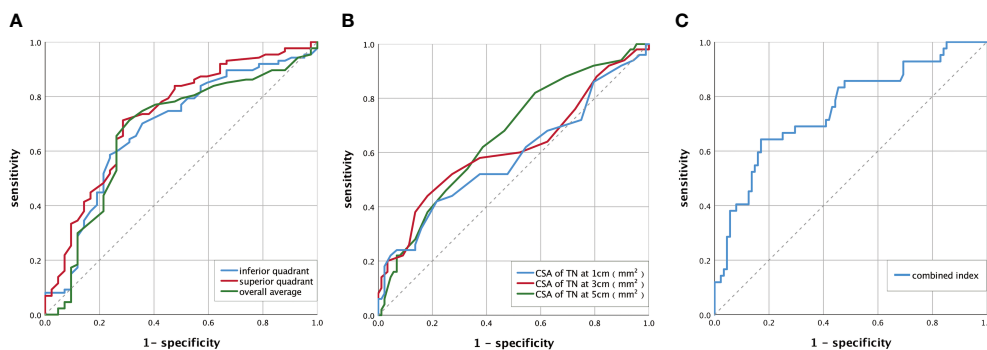 A
sensitivity
1.0
0.8
0.6
0.4
0.2
0.0
0.0 0.2 0.4 0.6 0.8 1.0
1 - specificity
inferior quadrant
superior quadrant
overall average
B
sensitivity
1.0
0.8
0.6
0.4
0.2
0.0
0.0 0.2 0.4 0.6 0.8 1.0
1 - specificity
CSA of TN at 1cm ( mm² )
CSA of TN at 3cm ( mm² )
CSA of TN at 5cm ( mm² )
C
sensitivity
1.0
0.8
0.6
0.4
0.2
0.0
0.0 0.2 0.4 0.6 0.8 1.
1 - specificity
combined index